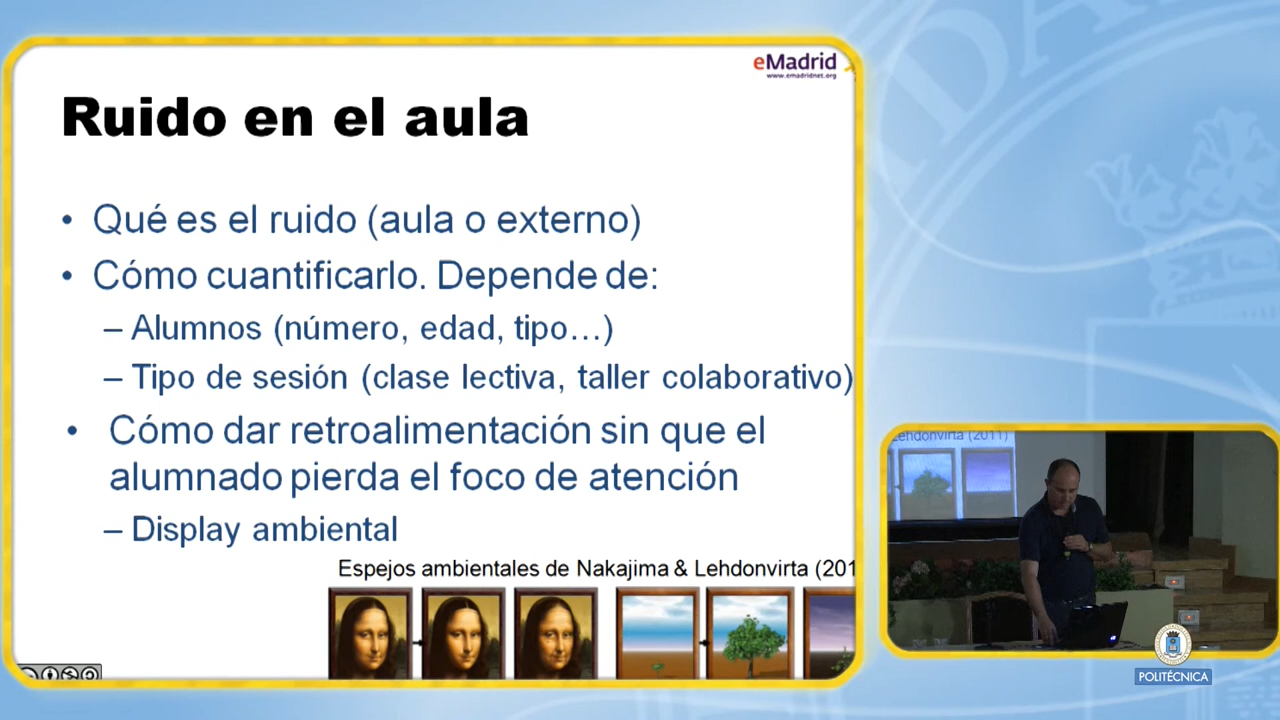 eMadrid
www.emadridnet.org
Ruido en el aula
• Qué es el ruido (aula o externo)
• Cómo cuantificarlo. Depende de:
– Alumnos (número, edad, tipo…)
– Tipo de sesión (clase lectiva, taller colaborativo)
• Cómo dar retroalimentación sin que el
alumnado pierda el foco de atención
– Display ambiental
Espejos ambientales de Nakajima & Lehdonvirta (201
Lehdonvirta (2011)
POLITÉCNICA